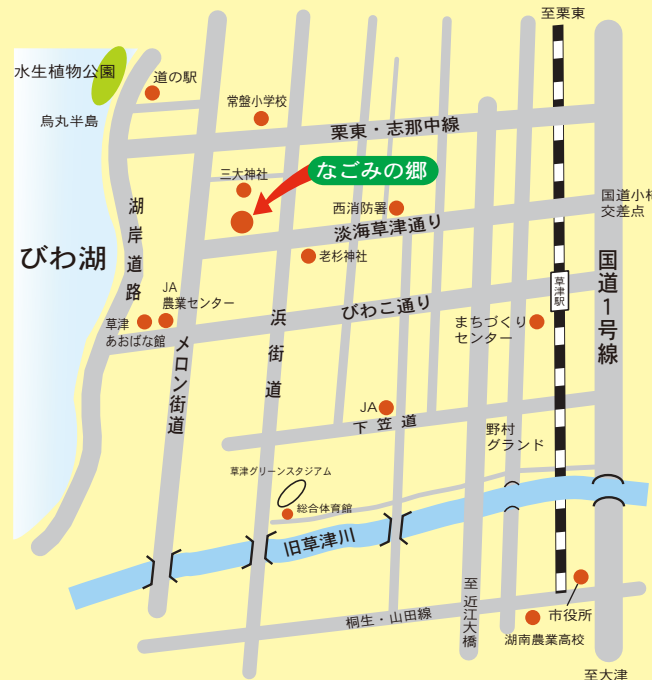 至栗東
水生植物公園
道の駅
常盤小学校
烏丸半島
栗東・志那中線
三大神社
なごみの郷
西消防署
国道小柿
交差点
湖岸道路
淡海草津通り
びわ湖
老杉神社
国道1号線
JA
農業センター
草津駅
浜街道
びわこ通り
草津
あおばな館
まちづくり
センター
メロン街道
JA
下笠道
野村
グランド
草津グリーンスタジアム
総合体育館
旧草津川
至近江大橋
桐生・山田線
市役所
湖南農業高校
至大津